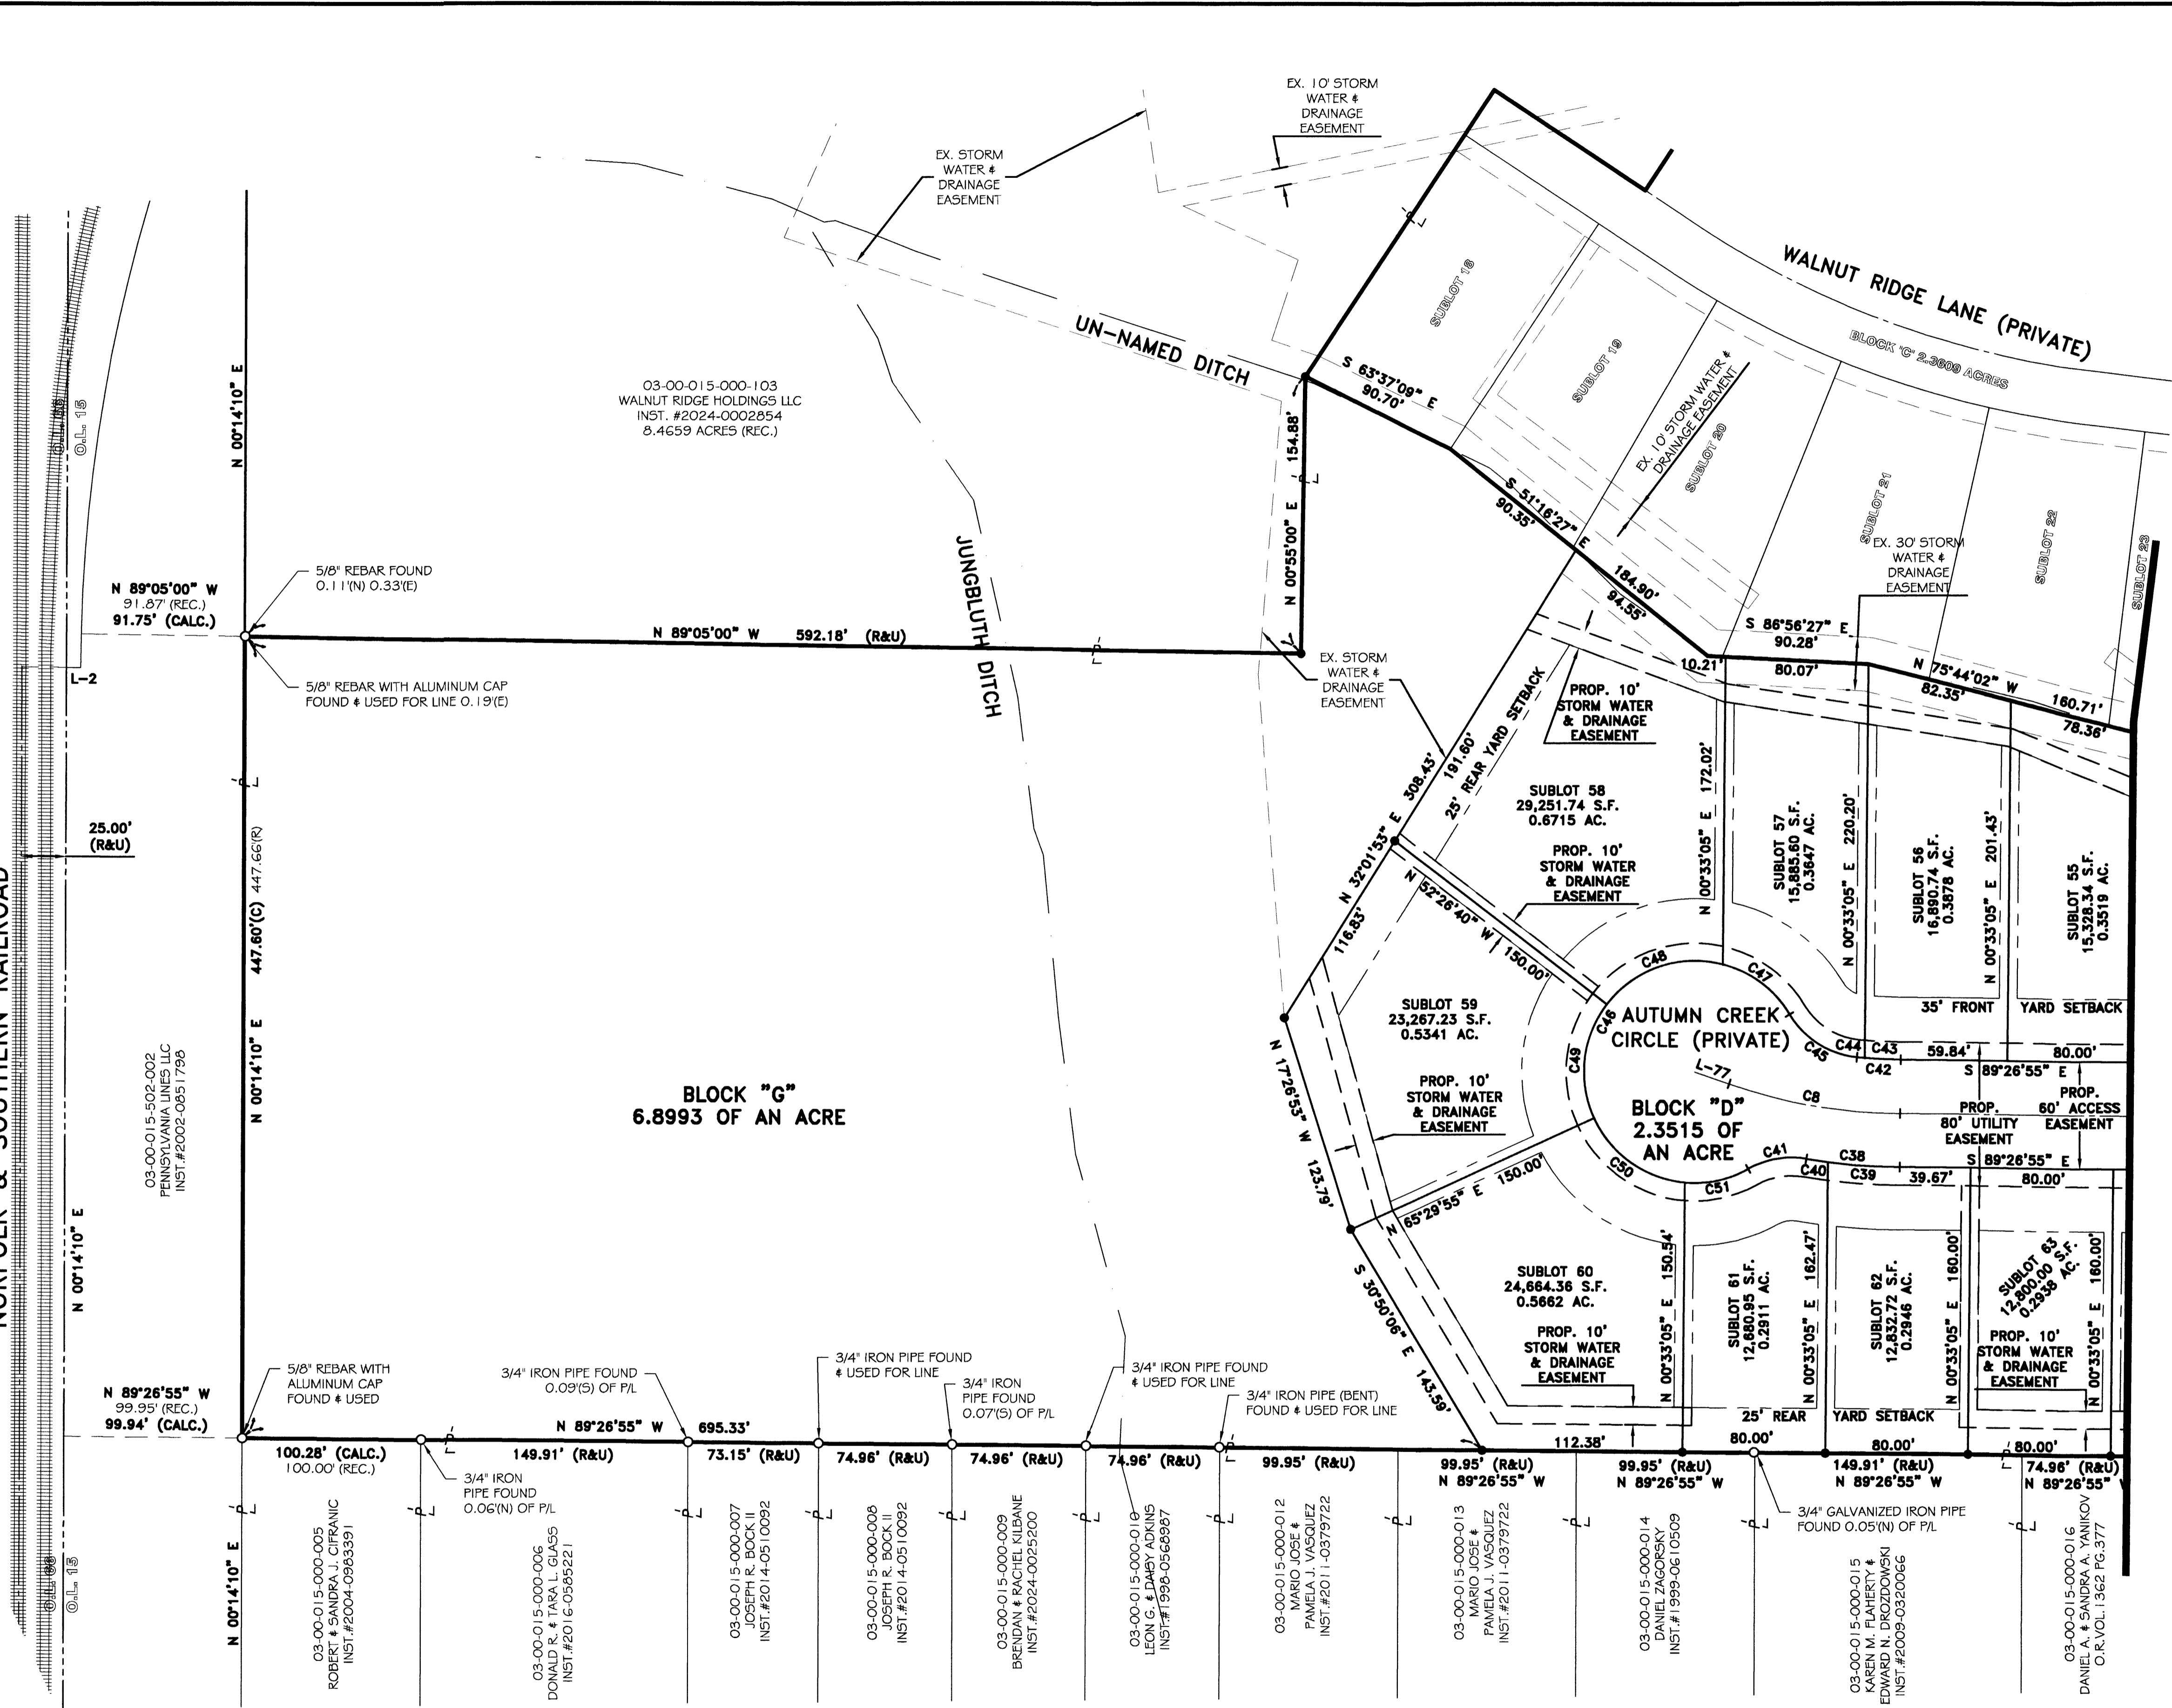 EX. 10' STORM
WATER &
DRAINAGE
EASEMENT
EX. STORM
WATER &
DRAINAGE
EASEMENT
WALNUT RIDGE LANE (PRIVATE)
BLOCK "C" 2.3609 ACRES
SUBLOT 18
SUBLOT 19
EX. 10' STORM WATER &
DRAINAGE EASEMENT
SUBLOT 20
SUBLOT 21
SUBLOT 22
SUBLOT 23
UN-NAMED DITCH
S 63°37'09" E
90.70'
154.88'
N 00°55'00" E
S 51°16'27" E
90.35'
184.90'
94.55'
EX. 30' STORM
WATER &
DRAINAGE
EASEMENT
S 86°56'27" E
90.28'
10.21'
80.07'
N 75°44'02" W
82.35'
160.71'
78.36'
O.L. 15
N 00°14'10" E
03-00-015-000-103
WALNUT RIDGE HOLDINGS LLC
INST. #2024-0002854
8.4659 ACRES (REC.)
5/8" REBAR FOUND
0.11'(N) 0.33'(E)
N 89°05'00" W
91.87' (REC.)
91.75' (CALC.)
N 89°05'00" W 592.18' (R&U)
JUNGBLUTH DITCH
L-2
5/8" REBAR WITH ALUMINUM CAP
FOUND & USED FOR LINE 0.19'(E)
EX. STORM
WATER &
DRAINAGE
EASEMENT
25.00'
(R&U)
447.60'(C) 447.66'(R)
N 00°14'10" E
NORFOLK & SOUTHERN RAILROAD
03-00-015-502-002
PENNSYLVANIA LINES LLC
INST.#2002-0851798
N 00°14'10" E
BLOCK "G"
6.8993 OF AN ACRE
25' REAR YARD SETBACK
PROP. 10'
STORM WATER
& DRAINAGE
EASEMENT
308.43'
191.60'
N 32°01'53" E
116.83'
SUBLOT 58
29,251.74 S.F.
0.6715 AC.
PROP. 10'
STORM WATER
& DRAINAGE
EASEMENT
N 52°26'40" W
150.00'
N 00°33'05" E 172.02'
SUBLOT 57
15,885.60 S.F.
0.3647 AC.
N 00°33'05" E 220.20'
SUBLOT 56
16,890.74 S.F.
0.3878 AC.
N 00°33'05" E 201.43'
SUBLOT 55
15,328.34 S.F.
0.3519 AC.
35' FRONT YARD SETBACK
C48
C47
C46
C49
C45
C44
C43
C42
59.84'
80.00'
S 89°26'55" E
AUTUMN CREEK
CIRCLE (PRIVATE)
L-77
C8
BLOCK "D"
2.3515 OF
AN ACRE
PROP.
80' UTILITY
EASEMENT
PROP.
60' ACCESS
EASEMENT
SUBLOT 59
23,267.23 S.F.
0.5341 AC.
PROP. 10'
STORM WATER
& DRAINAGE
EASEMENT
N 17°26'53" W 123.79'
N 65°29'55" E 150.00'
C50
C51
C41
C40
C38
C39
39.67'
S 89°26'55" E
80.00'
S 30°50'06" E 143.59'
SUBLOT 60
24,664.36 S.F.
0.5662 AC.
PROP. 10'
STORM WATER
& DRAINAGE
EASEMENT
N 00°33'05" E 150.54'
SUBLOT 61
12,680.95 S.F.
0.2911 AC.
N 00°33'05" E 162.47'
SUBLOT 62
12,832.72 S.F.
0.2946 AC.
N 00°33'05" E 160.00'
SUBLOT 63
12,800.00 S.F.
0.2938 AC.
PROP. 10'
STORM WATER
& DRAINAGE
EASEMENT
N 00°33'05" E 160.00'
25' REAR YARD SETBACK
5/8" REBAR WITH
ALUMINUM CAP
FOUND & USED
3/4" IRON PIPE FOUND
0.09'(S) OF P/L
3/4" IRON PIPE FOUND
& USED FOR LINE
3/4" IRON
PIPE FOUND
0.07'(S) OF P/L
3/4" IRON PIPE FOUND
& USED FOR LINE
3/4" IRON PIPE (BENT)
FOUND & USED FOR LINE
N 89°26'55" W
99.95' (REC.)
99.94' (CALC.)
N 89°26'55" W 695.33'
112.38'
80.00'
80.00'
80.00'
100.28' (CALC.)
100.00' (REC.)
149.91' (R&U)
73.15' (R&U)
74.96' (R&U)
74.96' (R&U)
74.96' (R&U)
99.95' (R&U)
99.95' (R&U)
N 89°26'55" W
99.95' (R&U)
N 89°26'55" W
149.91' (R&U)
N 89°26'55" W
74.96' (R&U)
N 89°26'55"
3/4" IRON
PIPE FOUND
0.06'(N) OF P/L
3/4" GALVANIZED IRON PIPE
FOUND 0.05'(N) OF P/L
O.L. 15
N 00°14'10" E
03-00-015-000-005
ROBERT & SANDRA J. CIFRANIC
INST.#2004-0983391
03-00-015-000-006
DONALD R. & TARA L. GLASS
INST.#2016-0585221
03-00-015-000-007
JOSEPH R. BOCK II
INST.#2014-0510092
03-00-015-000-008
JOSEPH R. BOCK II
INST.#2014-0510092
03-00-015-000-009
BRENDAN & RACHEL KILBANE
INST.#2024-0025200
03-00-015-000-010
LEON G. & DAISY ADKINS
INST.#1998-0568987
03-00-015-000-012
MARIO JOSE &
PAMELA J. VASQUEZ
INST.#2011-0379722
03-00-015-000-013
MARIO JOSE &
PAMELA J. VASQUEZ
INST.#2011-0379722
03-00-015-000-014
DANIEL ZAGORSKY
INST.#1999-0610509
03-00-015-000-015
KAREN M. FLAHERTY &
EDWARD N. DROZDOWSKI
INST.#2009-0320066
03-00-015-000-016
DANIEL A. & SANDRA A. YANIKOV
O.R.VOL.1362 PG.377